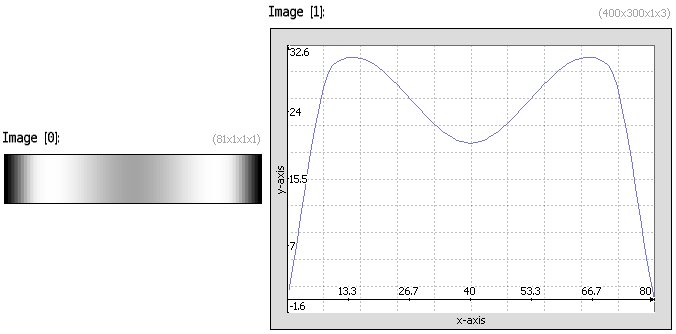 Image [0]:
(81x1x1x1)
Image [1]:
(400x300x1x3)
32.6
24
15.5
7
-1.6
y-axis
13.3 26.7 40 53.3 66.7 80
x-axis